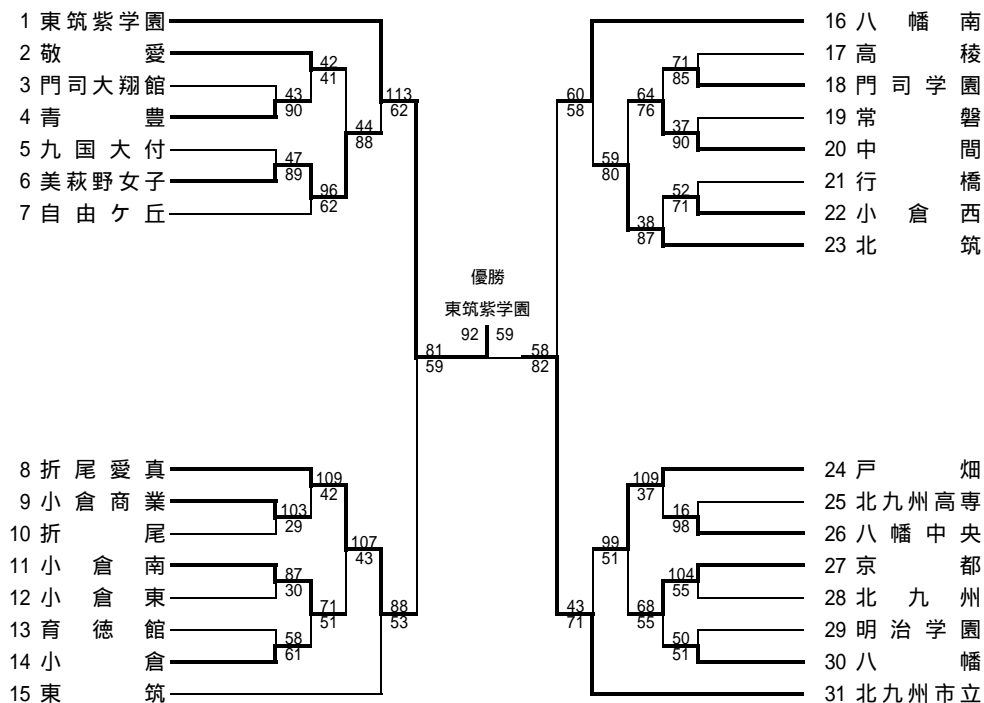 1 東筑紫学園
2 敬愛
42
41
3 門司大翔館
43
90
4 青豊
113
62
44
88
5 九国大付
47
89
6 美萩野女子
96
62
7 自由ケ丘
16 八幡南
17 高稜
71
85
18 門司学園
60
58
64
76
19 常磐
37
90
20 中間
59
80
21 行橋
52
71
22 小倉西
38
87
23 北筑
優勝
東筑紫学園
92 59
81
59
58
82
8 折尾愛真
109
42
9 小倉商業
103
29
10 折尾
107
43
11 小倉南
87
30
12 小倉東
71
51
88
53
13 育徳館
58
61
14 小倉
15 東筑
24 戸畑
109
37
25 北九州高専
16
98
26 八幡中央
99
51
27 京都
104
55
28 北九州
43
71
68
55
29 明治学園
50
51
30 八幡
31 北九州市立